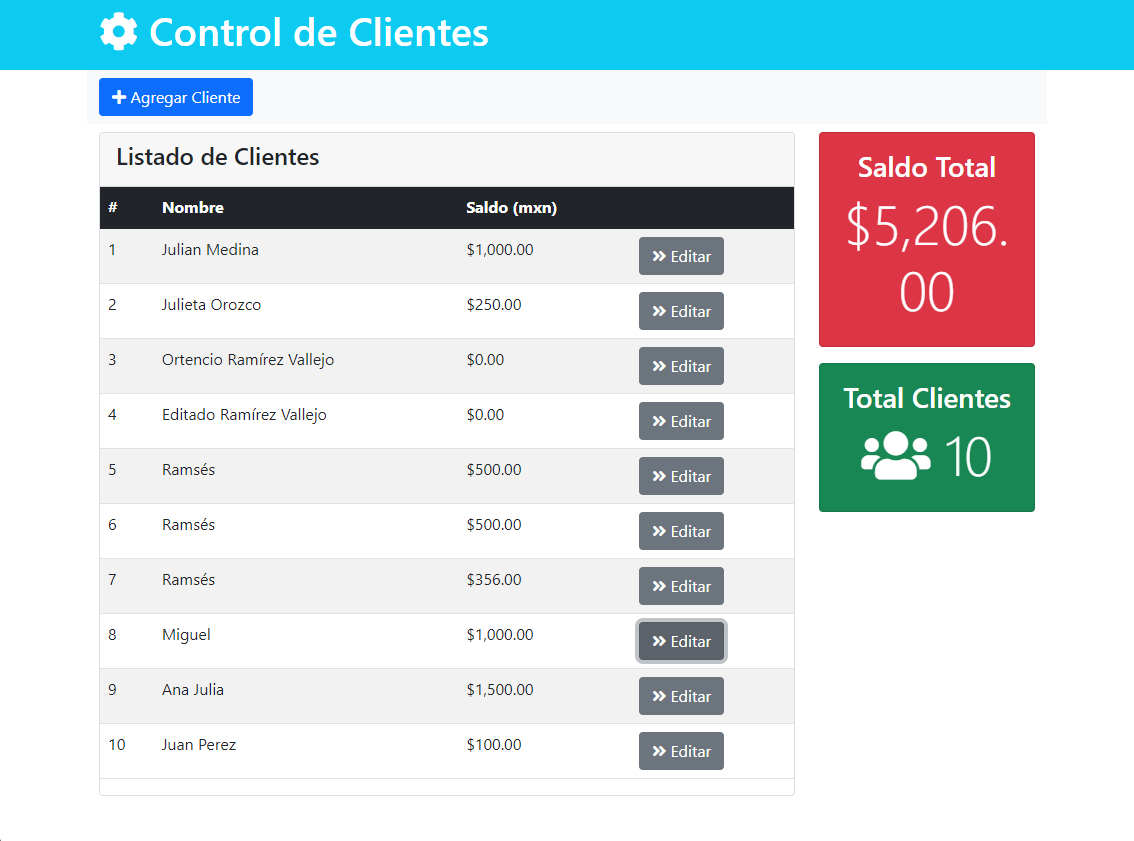 Control de Clientes
Agregar Cliente
Listado de Clientes
# Nombre Saldo (mxn)
1 Julian Medina $1,000.00 Editar
2 Julieta Orozco $250.00 Editar
3 Ortencio Ramírez Vallejo $0.00 Editar
4 Editado Ramírez Vallejo $0.00 Editar
5 Ramsés $500.00 Editar
6 Ramsés $500.00 Editar
7 Ramsés $356.00 Editar
8 Miguel $1,000.00 Editar
9 Ana Julia $1,500.00 Editar
10 Juan Perez $100.00 Editar
Saldo Total
$5,206.
00
Total Clientes
10